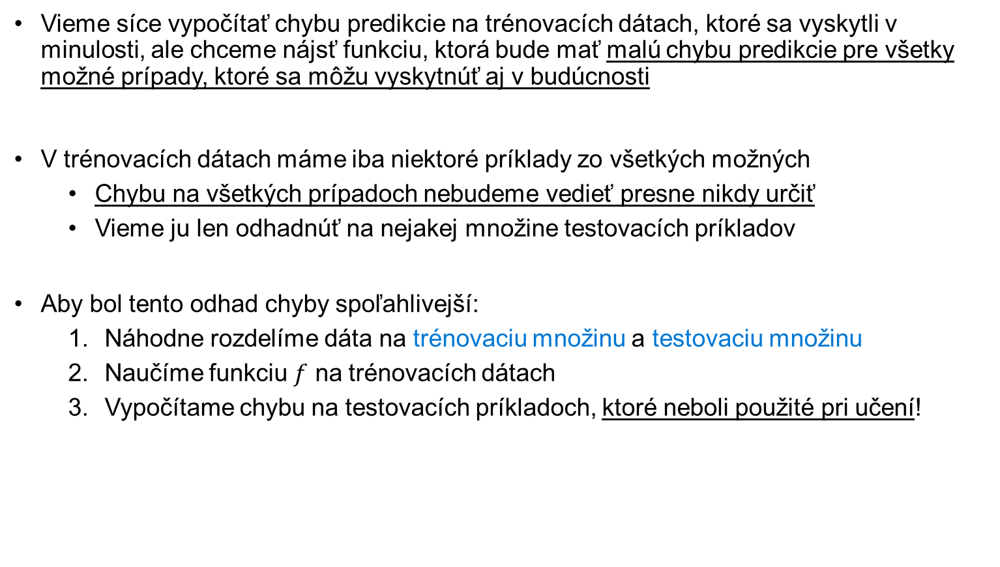 • Vieme síce vypočítať chybu predikcie na trénovacích dátach, ktoré sa vyskytli v
minulosti, ale chceme nájsť funkciu, ktorá bude mať malú chybu predikcie pre všetky
možné prípady, ktoré sa môžu vyskytnúť aj v budúcnosti
• V trénovacích dátach máme iba niektoré príklady zo všetkých možných
• Chybu na všetkých prípadoch nebudeme vedieť presne nikdy určiť
• Vieme ju len odhadnúť na nejakej množine testovacích príkladov
• Aby bol tento odhad chyby spoľahlivejší:
1. Náhodne rozdelíme dáta na trénovaciu množinu a testovaciu množinu
2. Naučíme funkciu 𝑓 na trénovacích dátach
3. Vypočítame chybu na testovacích príkladoch, ktoré neboli použité pri učení!